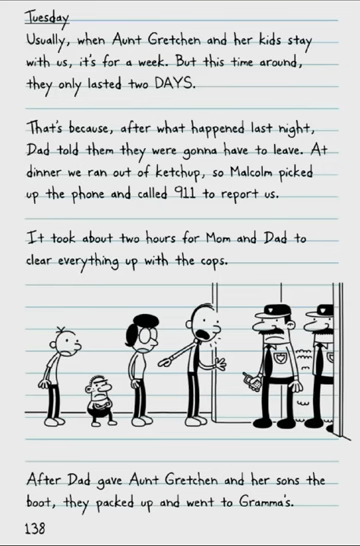 Tuesday
Usually, when Aunt Gretchen and her kids stay
with us, it's for a week. But this time around,
they only lasted two DAYS.
That's because, after what happened last night,
Dad told them they were gonna have to leave. At
dinner we ran out of ketchup, so Malcolm picked
up the phone and called 911 to report us.
It took about two hours for Mom and Dad to
clear everything up with the cops.
After Dad gave Aunt Gretchen and her sons the
boot, they packed up and went to Gramma's.
138